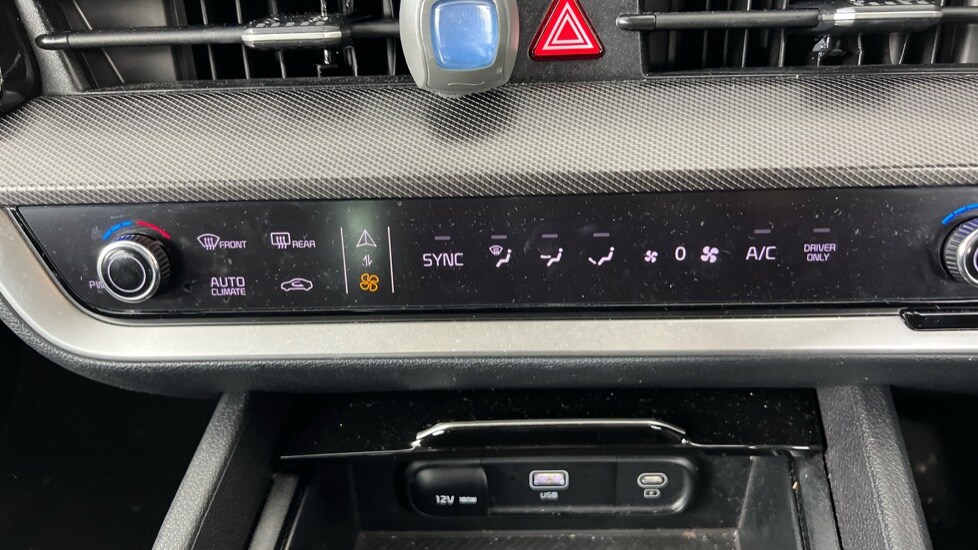 FRONT
REAR
SYNC
0
A/C
DRIVER
ONLY
AUTO
CLIMATE
12V
USB